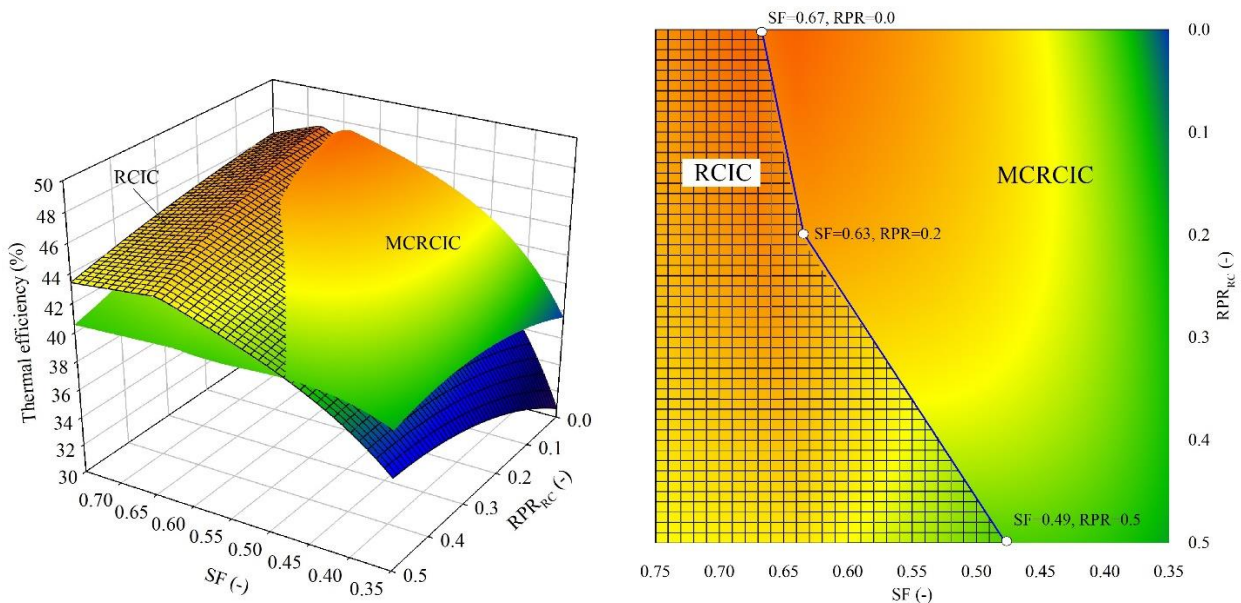 50
48
46
44
42
40
38
36
34
32
30
Thermal efficiency (%)
RCIC
MCRCIC
0.70
0.65
0.60
0.55
0.50
0.45
0.40
0.35
SF (-)
0.0
0.1
0.2
0.3
0.4
0.5
RPR_RC (-)
SF=0.67, RPR=0.0
RCIC
MCRCIC
SF=0.63, RPR=0.2
SF=0.49, RPR=0.5
0.0
0.1
0.2
0.3
0.4
0.5
RPR_RC (-)
0.75 0.70 0.65 0.60 0.55 0.50 0.45 0.40 0.35
SF (-)